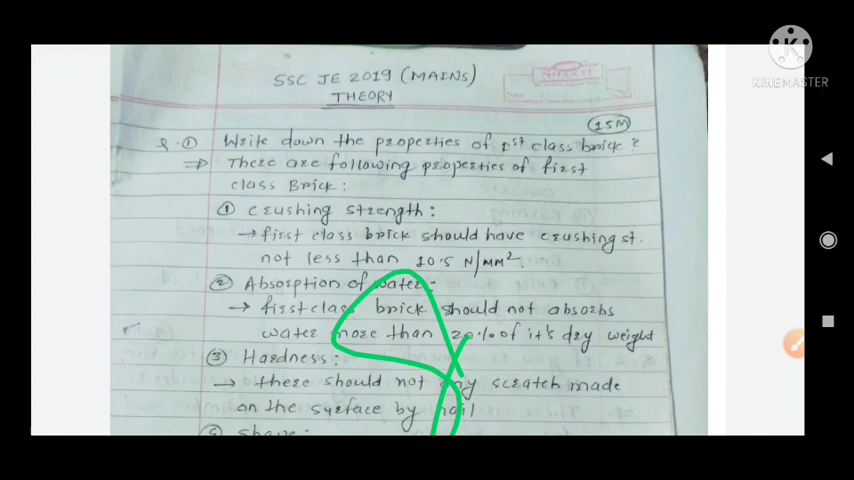 KINEMASTER
SSC JE 2019 (MAINS)
THEORY
SHAKTI
(15M)
Q.① Write down the properties of 1st class brick?
⇒ There are following properties of first
class Brick:
① Crushing strength:
→ first class brick should have crushing st.
not less than 10.5 N/mm².
② Absorption of water:
→ first class brick should not absorbs
water more than 20% of it's dry weight
③ Hardness:
→ there should not any scratch made
on the surface by nail
④ Shape: